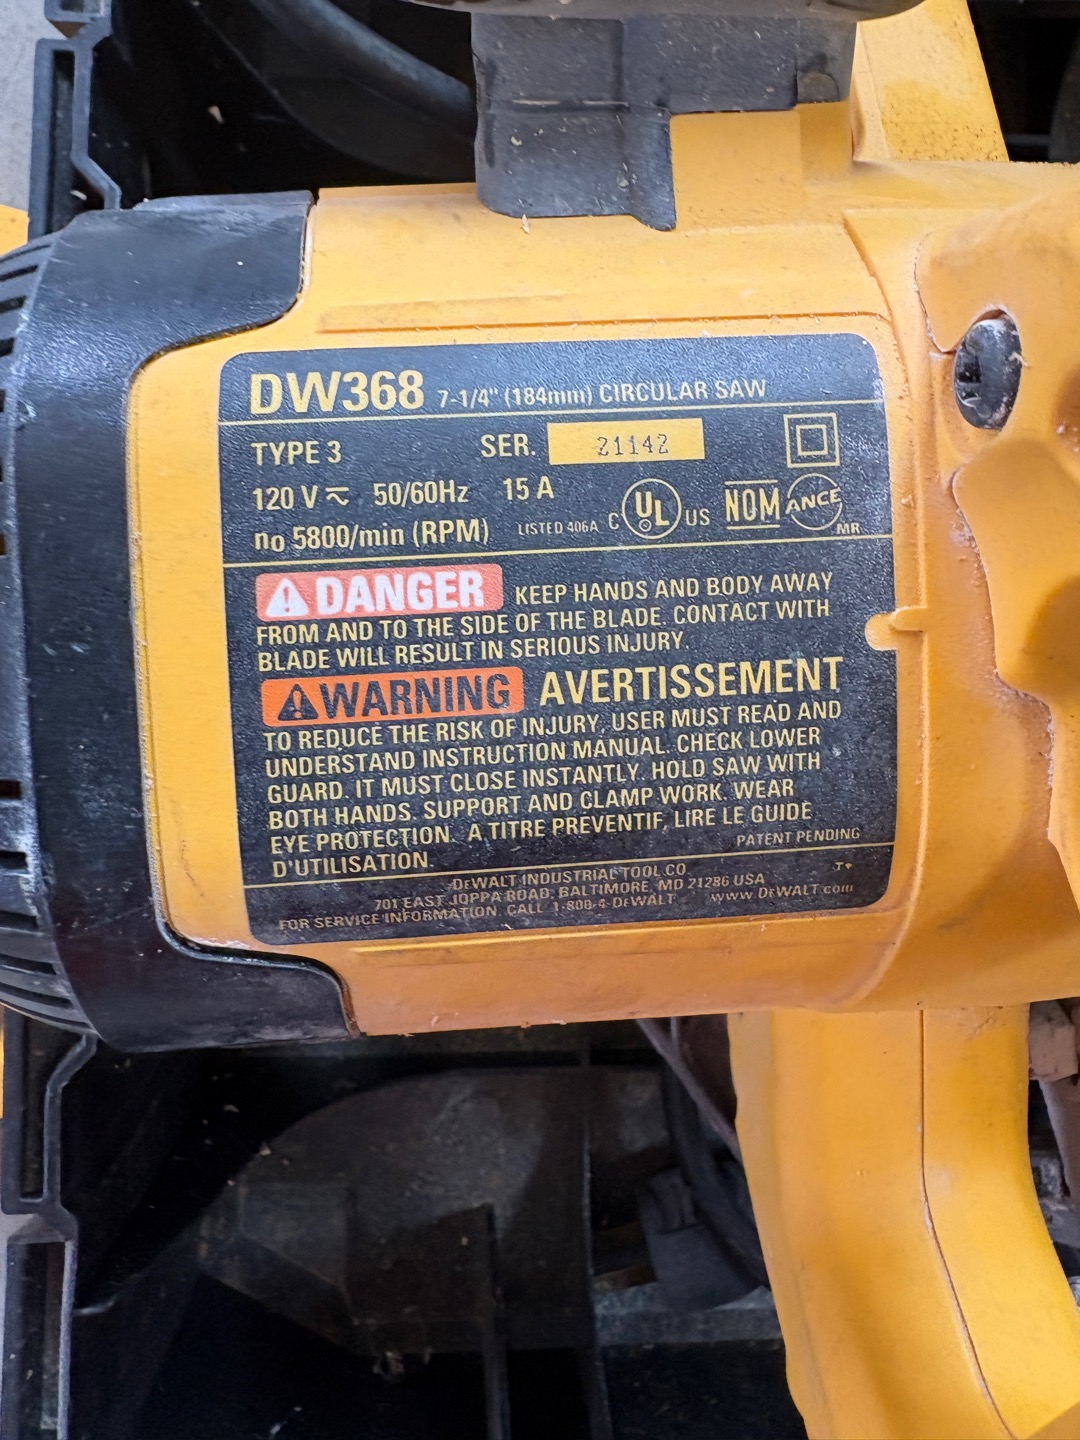 DW368 7-1/4" (184mm) CIRCULAR SAW
TYPE 3 SER. 21142
120 V ⎓ 50/60Hz 15 A
no 5800/min (RPM) LISTED 406A C UL US NOM ANCE MR
DANGER KEEP HANDS AND BODY AWAY
FROM AND TO THE SIDE OF THE BLADE. CONTACT WITH
BLADE WILL RESULT IN SERIOUS INJURY.
WARNING AVERTISSEMENT
TO REDUCE THE RISK OF INJURY, USER MUST READ AND
UNDERSTAND INSTRUCTION MANUAL. CHECK LOWER
GUARD. IT MUST CLOSE INSTANTLY. HOLD SAW WITH
BOTH HANDS. SUPPORT AND CLAMP WORK. WEAR
EYE PROTECTION. A TITRE PREVENTIF, LIRE LE GUIDE
D'UTILISATION.
PATENT PENDING
DEWALT INDUSTRIAL TOOL CO.
701 EAST JOPPA ROAD, BALTIMORE, MD 21286 USA
FOR SERVICE INFORMATION, CALL 1-800-4-DEWALT www.DEWALT.com